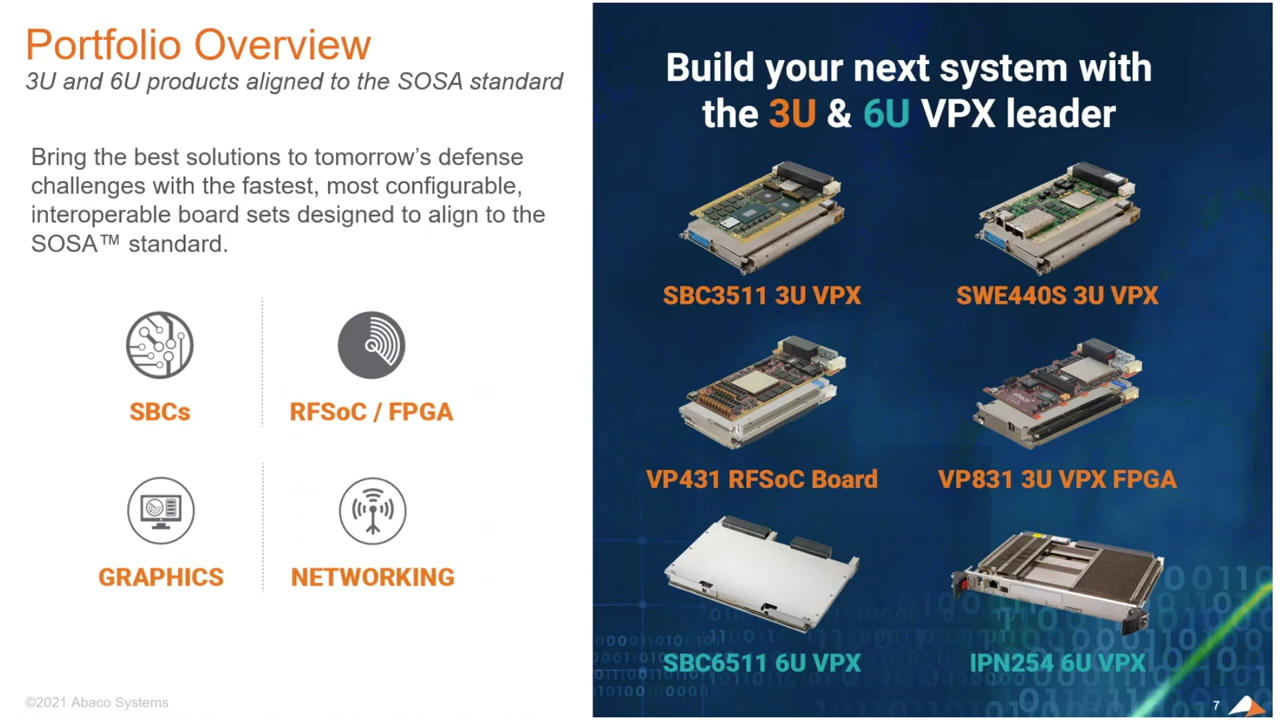 Portfolio Overview
3U and 6U products aligned to the SOSA standard
Bring the best solutions to tomorrow’s defense
challenges with the fastest, most configurable,
interoperable board sets designed to align to the
SOSA™ standard.
SBCs
RFSoC / FPGA
GRAPHICS
NETWORKING
©2021 Abaco Systems
Build your next system with
the 3U & 6U VPX leader
SBC3511 3U VPX
SWE440S 3U VPX
VP431 RFSoC Board
VP831 3U VPX FPGA
SBC6511 6U VPX
IPN254 6U VPX
7